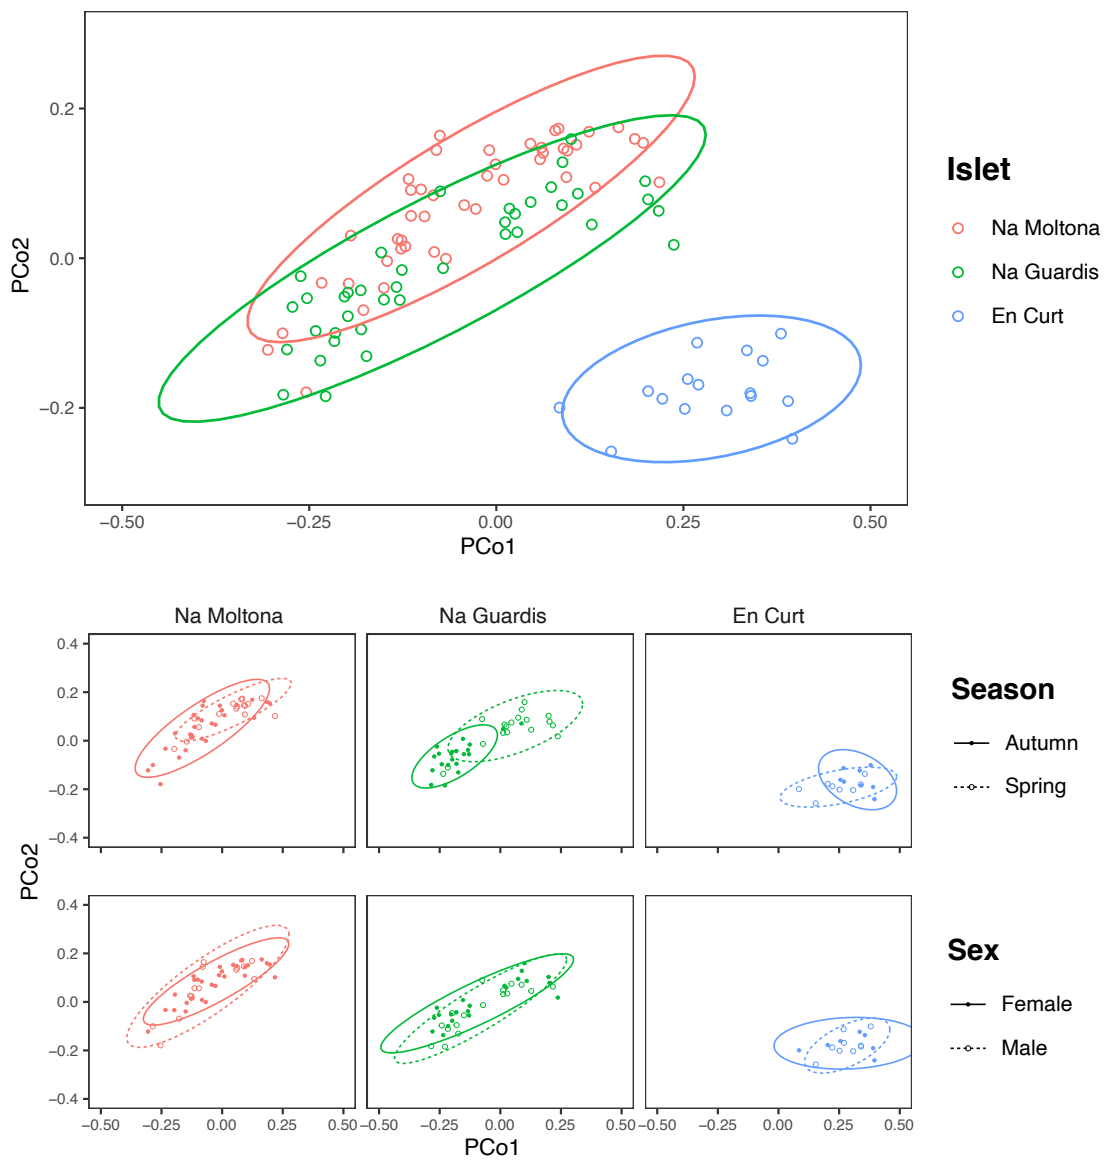 0.2
0.0
−0.2
PCo2
−0.50
−0.25
0.00
0.25
0.50
PCo1
Islet
Na Moltona
Na Guardis
En Curt
Na Moltona
Na Guardis
En Curt
0.4
0.2
0.0
−0.2
−0.4
Season
Autumn
Spring
PCo2
0.4
0.2
0.0
−0.2
−0.4
Sex
Female
Male
−0.50 −0.25 0.00 0.25 0.50 −0.50 −0.25 0.00 0.25 0.50 −0.50 −0.25 0.00 0.25 0.50
PCo1